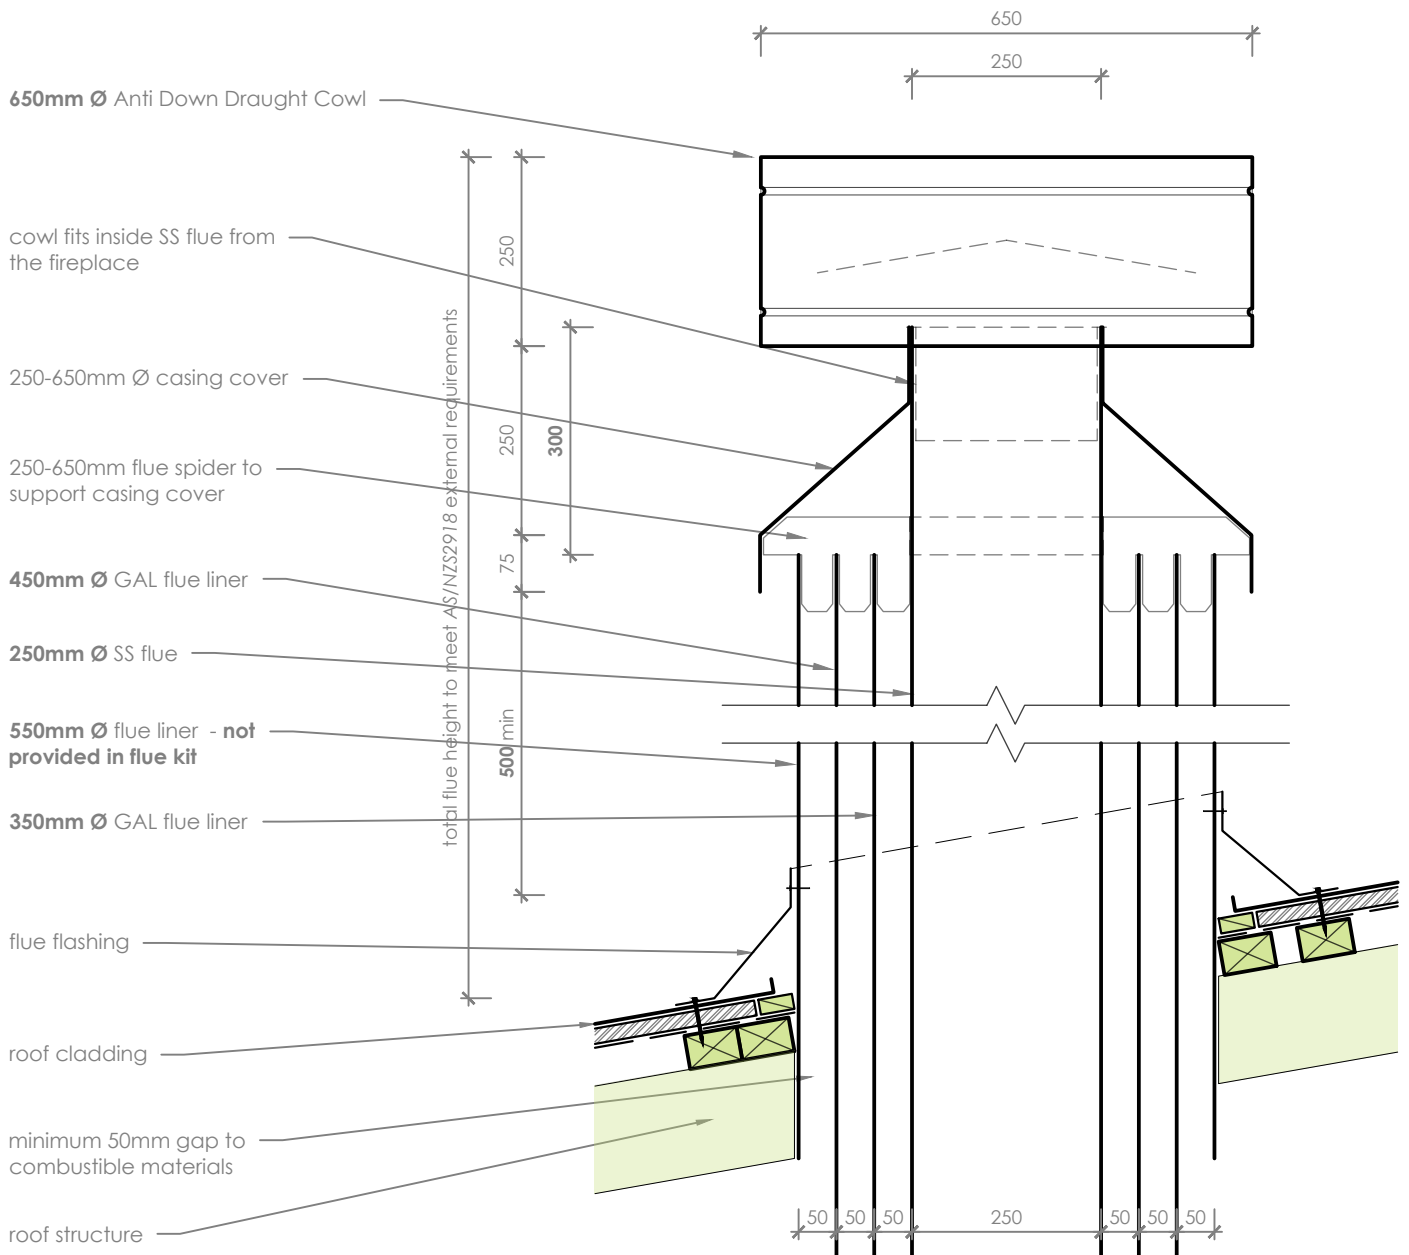 650
250
650mm Ø Anti Down Draught Cowl
cowl fits inside SS flue from
the fireplace
250
250-650mm Ø casing cover
250
300
250-650mm flue spider to
support casing cover
75
total flue height to meet AS/NZS2918 external requirements
450mm Ø GAL flue liner
250mm Ø SS flue
550mm Ø flue liner - not
provided in flue kit
500 min
350mm Ø GAL flue liner
flue flashing
roof cladding
minimum 50mm gap to
combustible materials
roof structure
50 50 50 250 50 50 50